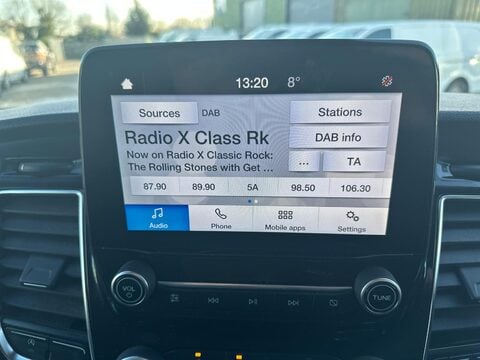 13:20 8°
Sources DAB Stations
Radio X Class Rk
DAB info
Now on Radio X Classic Rock:
The Rolling Stones with Get ...
... TA
87.90 89.90 5A 98.50 106.30
Audio Phone Mobile apps Settings
VOL TUNE